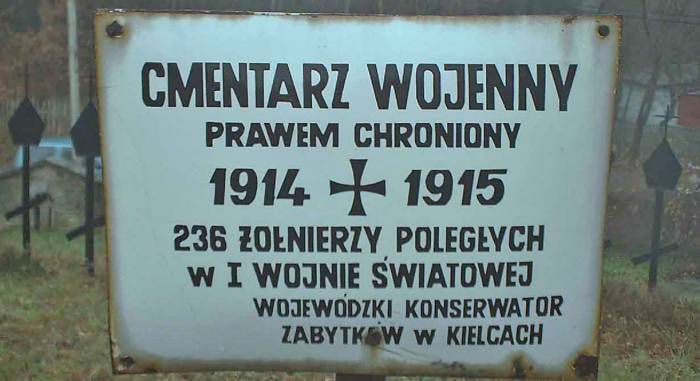 CMENTARZ WOJENNY
PRAWEM CHRONIONY
1914 ✠ 1915
236 ŻOŁNIERZY POLEGŁYCH
w I WOJNIE ŚWIATOWEJ
WOJEWÓDZKI KONSERWATOR
ZABYTKÓW w KIELCACH